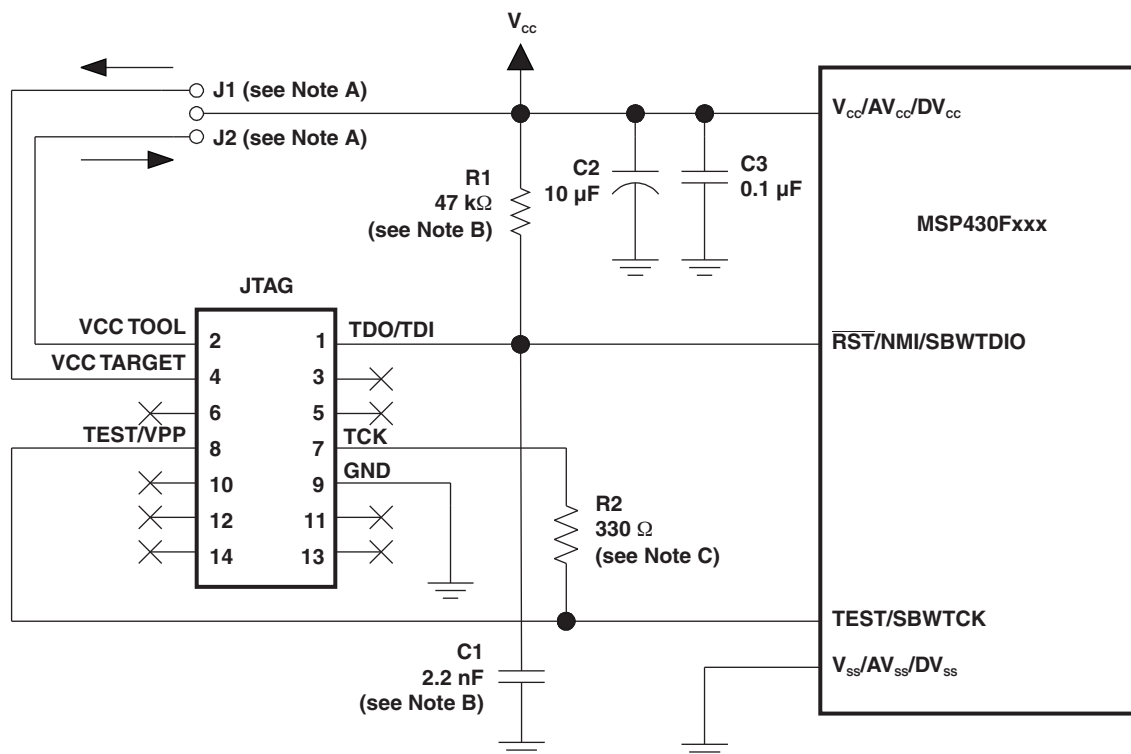 VCC
J1 (see Note A)
J2 (see Note A)
VCC/AVCC/DVCC
R1
47 kΩ
(see Note B)
C2
10 µF
C3
0.1 µF
MSP430Fxxx
JTAG
VCC TOOL
2
1
TDO/TDI
RST/NMI/SBWTDIO
VCC TARGET
4
3
6
5
TEST/VPP
8
7
TCK
10
9
GND
12
11
14
13
R2
330 Ω
(see Note C)
TEST/SBWTCK
C1
2.2 nF
(see Note B)
VSS/AVSS/DVSS